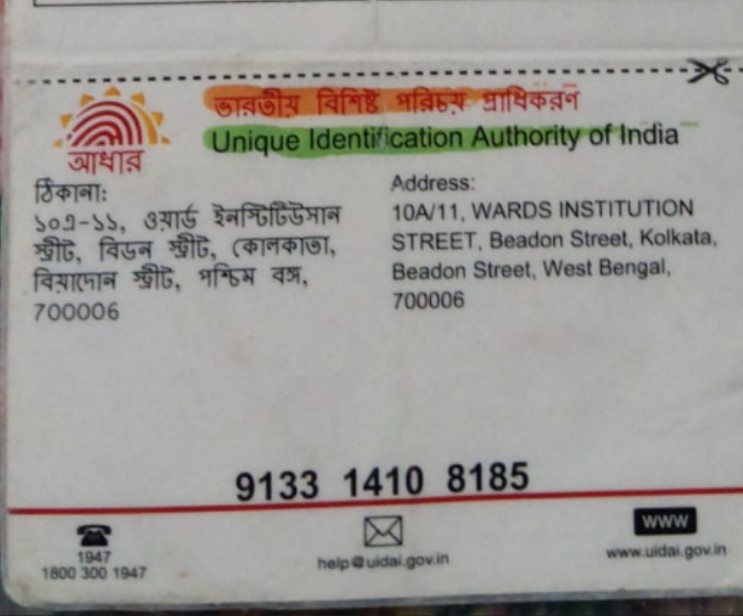 ভারতীয় বিশিষ্ট পরিচয় প্রাধিকরণ
Unique Identification Authority of India
আধার
ঠিকানা:
১০এ-১১, ওয়ার্ড ইনস্টিটিউসান
স্ট্রীট, বিডন স্ট্রীট, কোলকাতা,
বিয়াদোন স্ট্রীট, পশ্চিম বঙ্গ,
700006
Address:
10A/11, WARDS INSTITUTION
STREET, Beadon Street, Kolkata,
Beadon Street, West Bengal,
700006
9133 1410 8185
1947
1800 300 1947
help@uidai.gov.in
www
www.uidai.gov.in